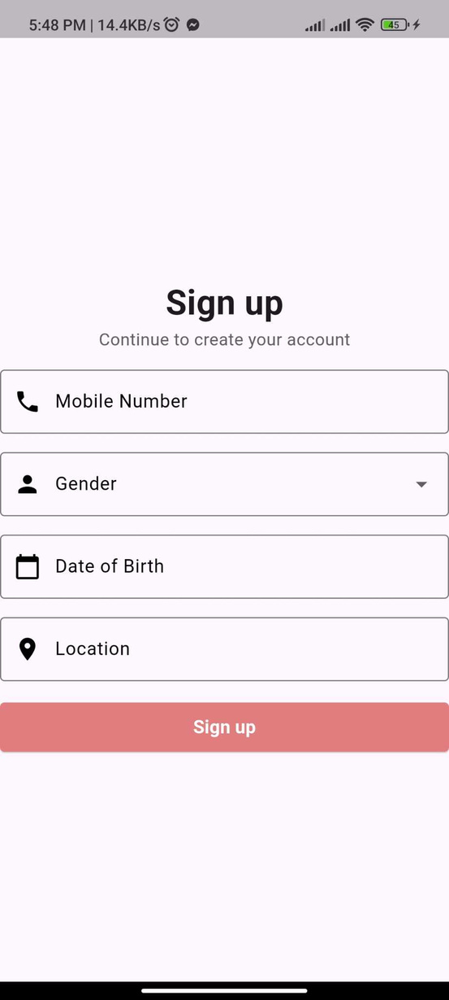 5:48 PM | 14.4KB/s 45
Sign up
Continue to create your account
Mobile Number
Gender
Date of Birth
Location
Sign up